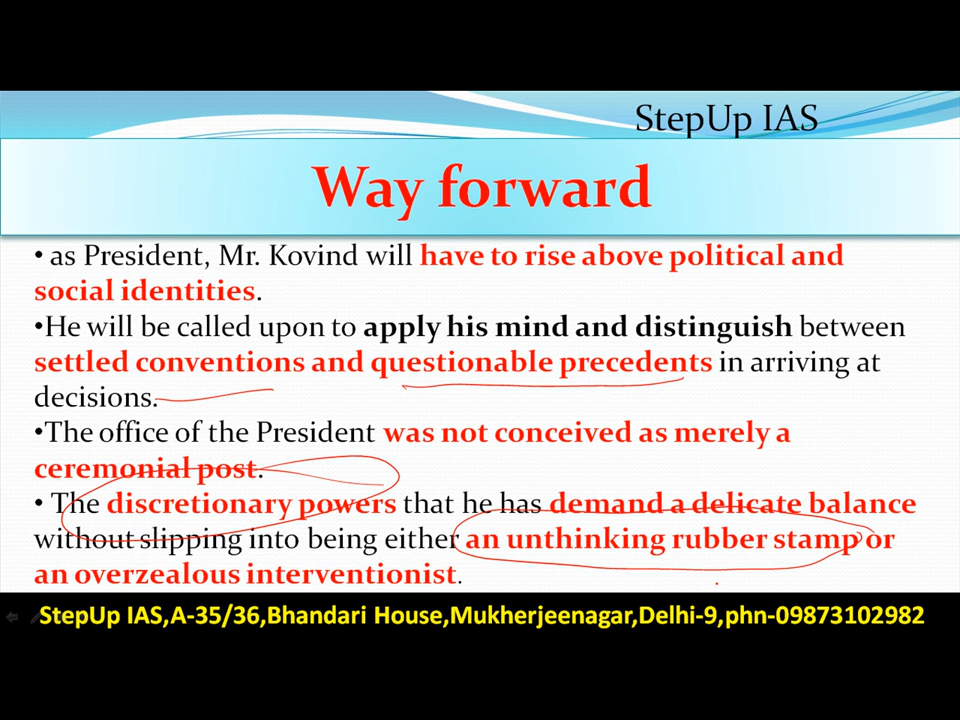 StepUp IAS
Way forward
• as President, Mr. Kovind will have to rise above political and
social identities.
•He will be called upon to apply his mind and distinguish between
settled conventions and questionable precedents in arriving at
decisions.
•The office of the President was not conceived as merely a
ceremonial post.
• The discretionary powers that he has demand a delicate balance
without slipping into being either an unthinking rubber stamp or
an overzealous interventionist.
StepUp IAS,A-35/36,Bhandari House,Mukherjeenagar,Delhi-9,phn-09873102982